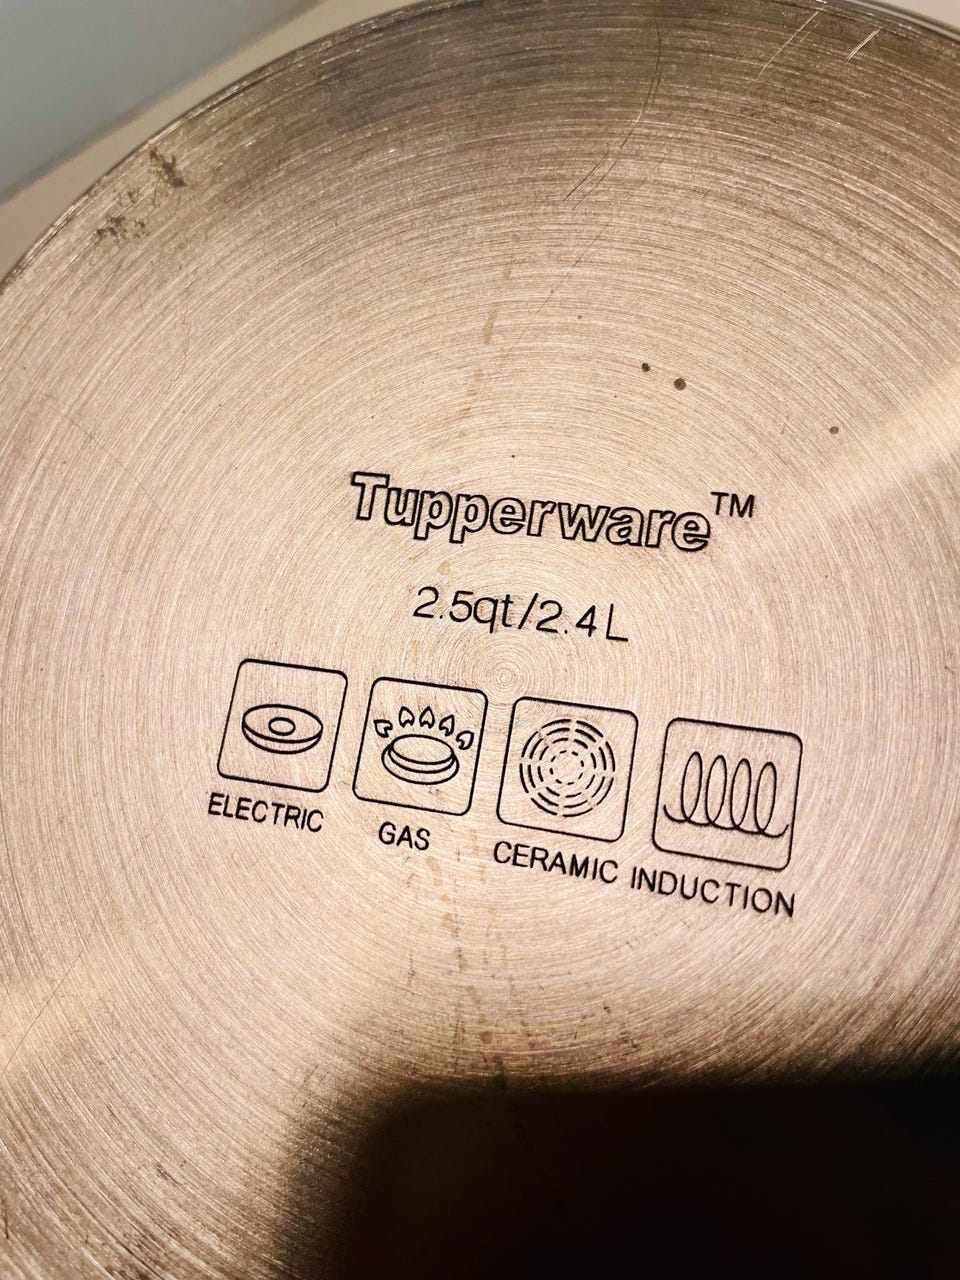 Tupperware™
2.5qt/2.4L
ELECTRIC GAS CERAMIC INDUCTION